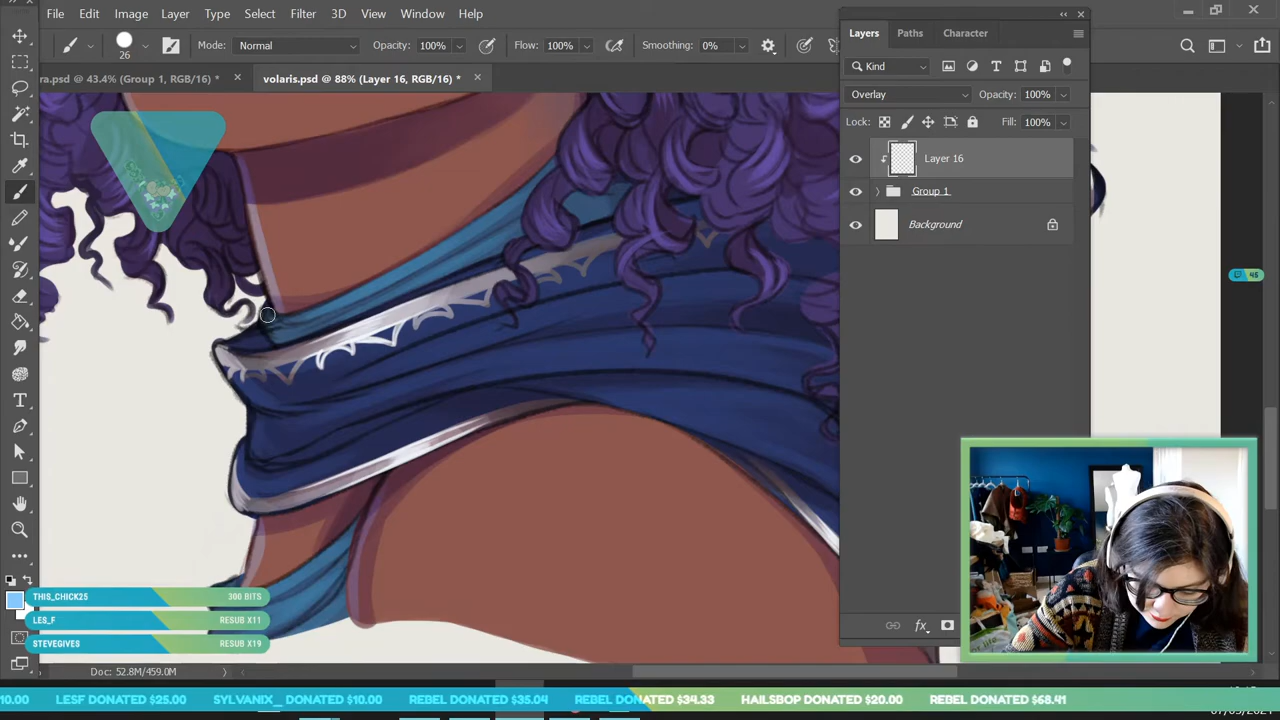 File Edit Image Layer Type Select Filter 3D View Window Help
26 Mode: Normal Opacity: 100% Flow: 100% Smoothing: 0%
ra.psd @ 43.4% (Group 1, RGB/16) * × volaris.psd @ 88% (Layer 16, RGB/16) * ×
Layers Paths Character
Kind
Overlay Opacity: 100%
Lock: Fill: 100%
Layer 16
Group 1
Background
THIS_CHICK25 300 BITS
LES_F RESUB X11
STEVEGIVES RESUB X19
Doc: 52.8M/459.0M
10.00 LESF DONATED $25.00 SYLVANIX_ DONATED $10.00 REBEL DONATED $35.04 REBEL DONATED $34.33 HAILSBOP DONATED $20.00 REBEL DONATED $68.41